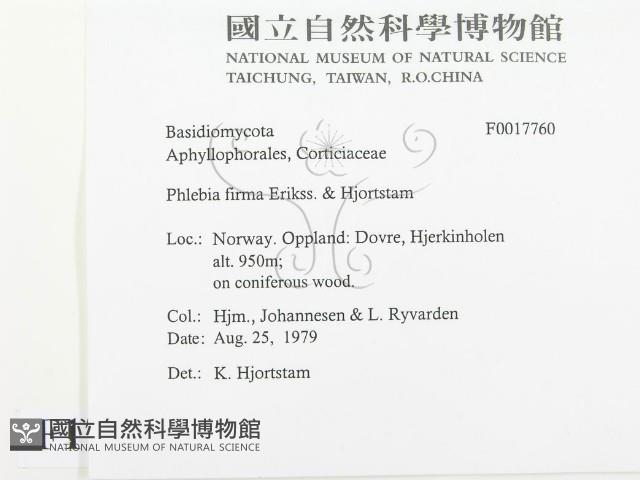 國立自然科學博物館
NATIONAL MUSEUM OF NATURAL SCIENCE
TAICHUNG, TAIWAN, R.O.CHINA
Basidiomycota F0017760
Aphyllophorales, Corticiaceae
Phlebia firma Erikss. & Hjortstam
Loc.: Norway. Oppland: Dovre, Hjerkinholen
alt. 950m;
on coniferous wood.
Col.: Hjm., Johannesen & L. Ryvarden
Date: Aug. 25, 1979
Det.: K. Hjortstam
國立自然科學博物館
NATIONAL MUSEUM OF NATURAL SCIENCE